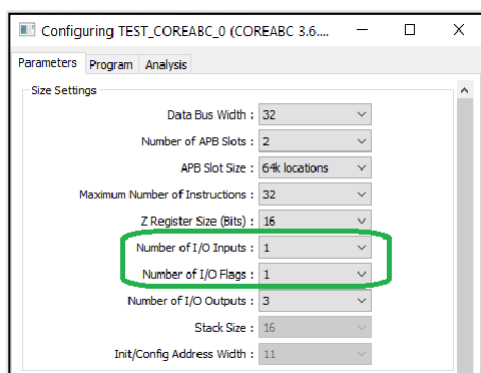 Configuring TEST_COREABC_0 (COREABC 3.6....
Parameters Program Analysis
Size Settings
Data Bus Width : 32
Number of APB Slots : 2
APB Slot Size : 64k locations
Maximum Number of Instructions : 32
Z Register Size (Bits) : 16
Number of I/O Inputs : 1
Number of I/O Flags : 1
Number of I/O Outputs : 3
Stack Size : 16
Init/Config Address Width : 11